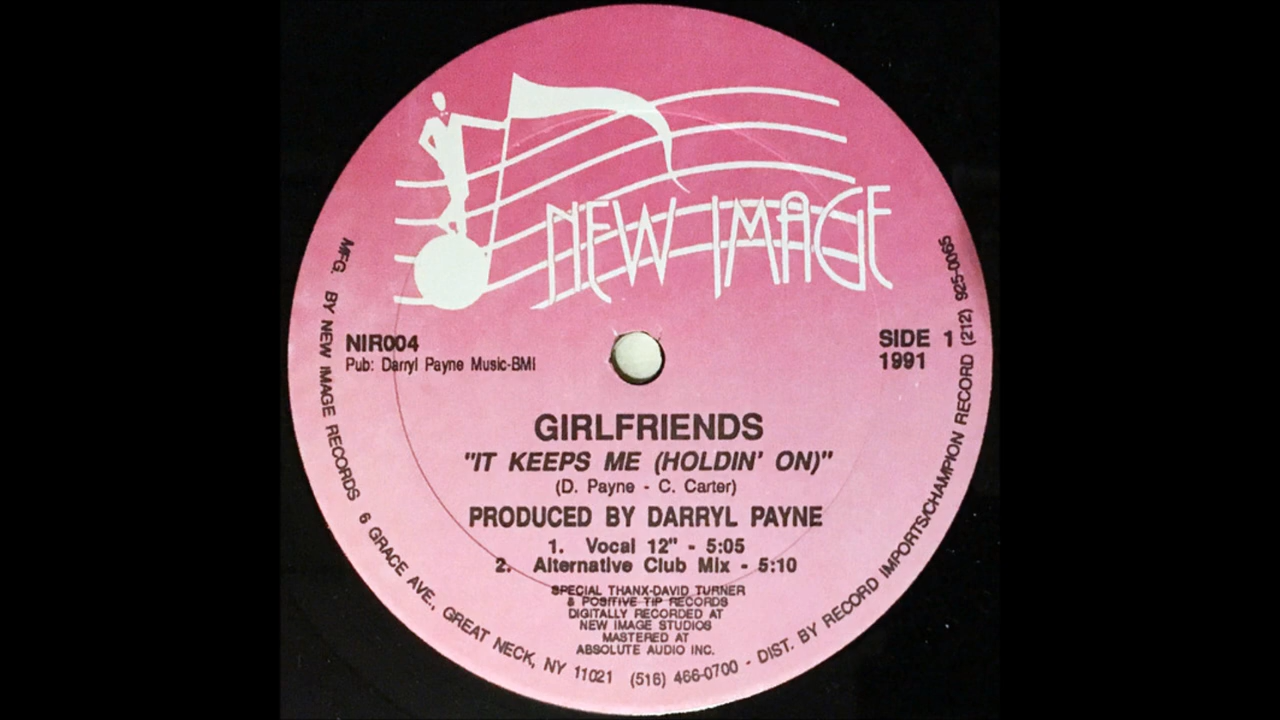 NEW IMAGE
NIR004
Pub: Darryl Payne Music-BMI
SIDE 1
1991
GIRLFRIENDS
"IT KEEPS ME (HOLDIN' ON)"
(D. Payne - C. Carter)
PRODUCED BY DARRYL PAYNE
1. Vocal 12" - 5:05
2. Alternative Club Mix - 5:10
SPECIAL THANX-DAVID TURNER
& POSITIVE TIP RECORDS
DIGITALLY RECORDED AT
NEW IMAGE STUDIOS
MASTERED AT
ABSOLUTE AUDIO INC.
MFG. BY NEW IMAGE RECORDS 6 GRACE AVE., GREAT NECK, NY 11021 (516) 466-0700 - DIST. BY RECORD IMPORTS/CHAMPION RECORD (212) 925-0065